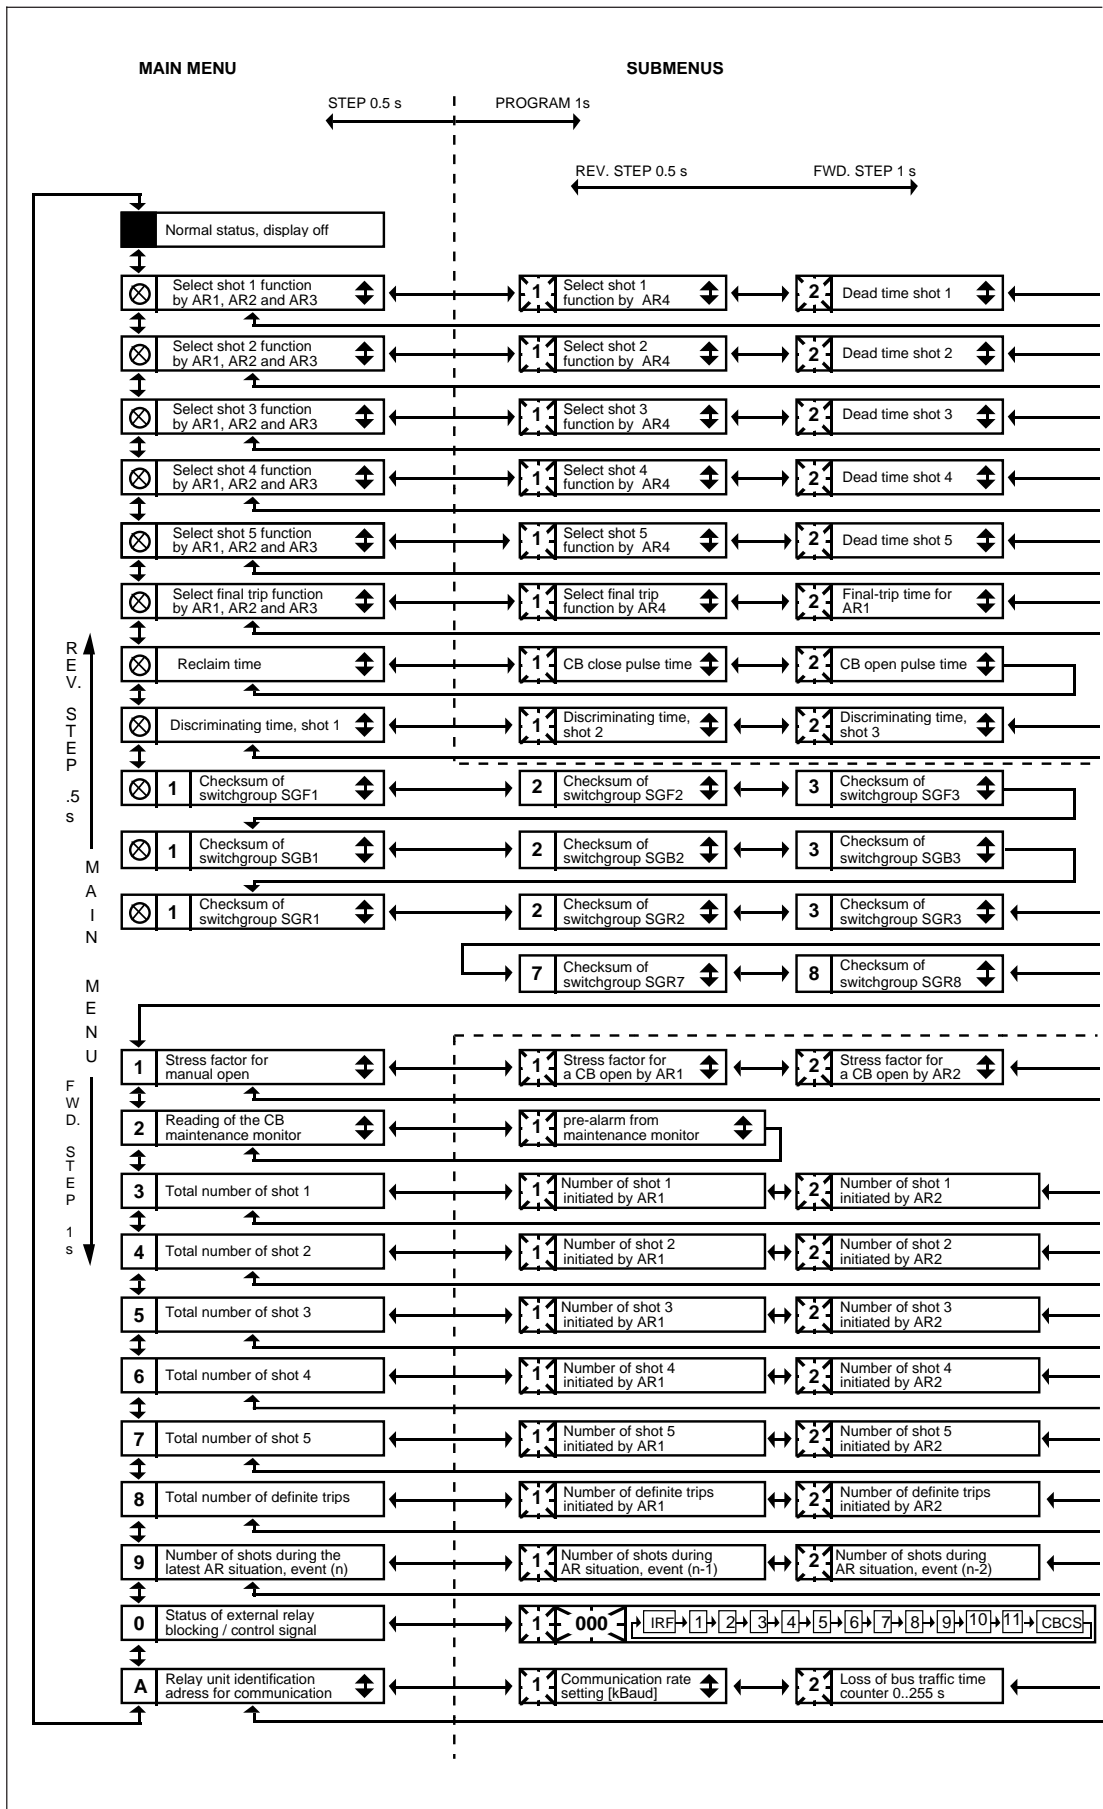 MAIN MENU
SUBMENUS
STEP 0.5 s
PROGRAM 1s
REV. STEP 0.5 s
FWD. STEP 1 s
Normal status, display off
Select shot 1 function
by AR1, AR2 and AR3
1
Select shot 1
function by AR4
2
Dead time shot 1
Select shot 2 function
by AR1, AR2 and AR3
1
Select shot 2
function by AR4
2
Dead time shot 2
Select shot 3 function
by AR1, AR2 and AR3
1
Select shot 3
function by AR4
2
Dead time shot 3
Select shot 4 function
by AR1, AR2 and AR3
1
Select shot 4
function by AR4
2
Dead time shot 4
Select shot 5 function
by AR1, AR2 and AR3
1
Select shot 5
function by AR4
2
Dead time shot 5
Select final trip function
by AR1, AR2 and AR3
1
Select final trip
function by AR4
2
Final-trip time for
AR1
Reclaim time
1
CB close pulse time
2
CB open pulse time
Discriminating time, shot 1
1
Discriminating time,
shot 2
2
Discriminating time,
shot 3
1
Checksum of
switchgroup SGF1
2
Checksum of
switchgroup SGF2
3
Checksum of
switchgroup SGF3
1
Checksum of
switchgroup SGB1
2
Checksum of
switchgroup SGB2
3
Checksum of
switchgroup SGB3
1
Checksum of
switchgroup SGR1
2
Checksum of
switchgroup SGR2
3
Checksum of
switchgroup SGR3
7
Checksum of
switchgroup SGR7
8
Checksum of
switchgroup SGR8
REV. STEP .5s
MAIN MENU
FWD. STEP 1s
1
Stress factor for
manual open
1
Stress factor for
a CB open by AR1
2
Stress factor for
a CB open by AR2
2
Reading of the CB
maintenance monitor
1
pre-alarm from
maintenance monitor
3
Total number of shot 1
1
Number of shot 1
initiated by AR1
2
Number of shot 1
initiated by AR2
4
Total number of shot 2
1
Number of shot 2
initiated by AR1
2
Number of shot 2
initiated by AR2
5
Total number of shot 3
1
Number of shot 3
initiated by AR1
2
Number of shot 3
initiated by AR2
6
Total number of shot 4
1
Number of shot 4
initiated by AR1
2
Number of shot 4
initiated by AR2
7
Total number of shot 5
1
Number of shot 5
initiated by AR1
2
Number of shot 5
initiated by AR2
8
Total number of definite trips
1
Number of definite trips
initiated by AR1
2
Number of definite trips
initiated by AR2
9
Number of shots during the
latest AR situation, event (n)
1
Number of shots during
AR situation, event (n-1)
2
Number of shots during
AR situation, event (n-2)
0
Status of external relay
blocking / control signal
1
000
IRF 1 2 3 4 5 6 7 8 9 10 11 CBCS
A
Relay unit identification
adress for communication
1
Communication rate
setting [kBaud]
2
Loss of bus traffic time
counter 0..255 s